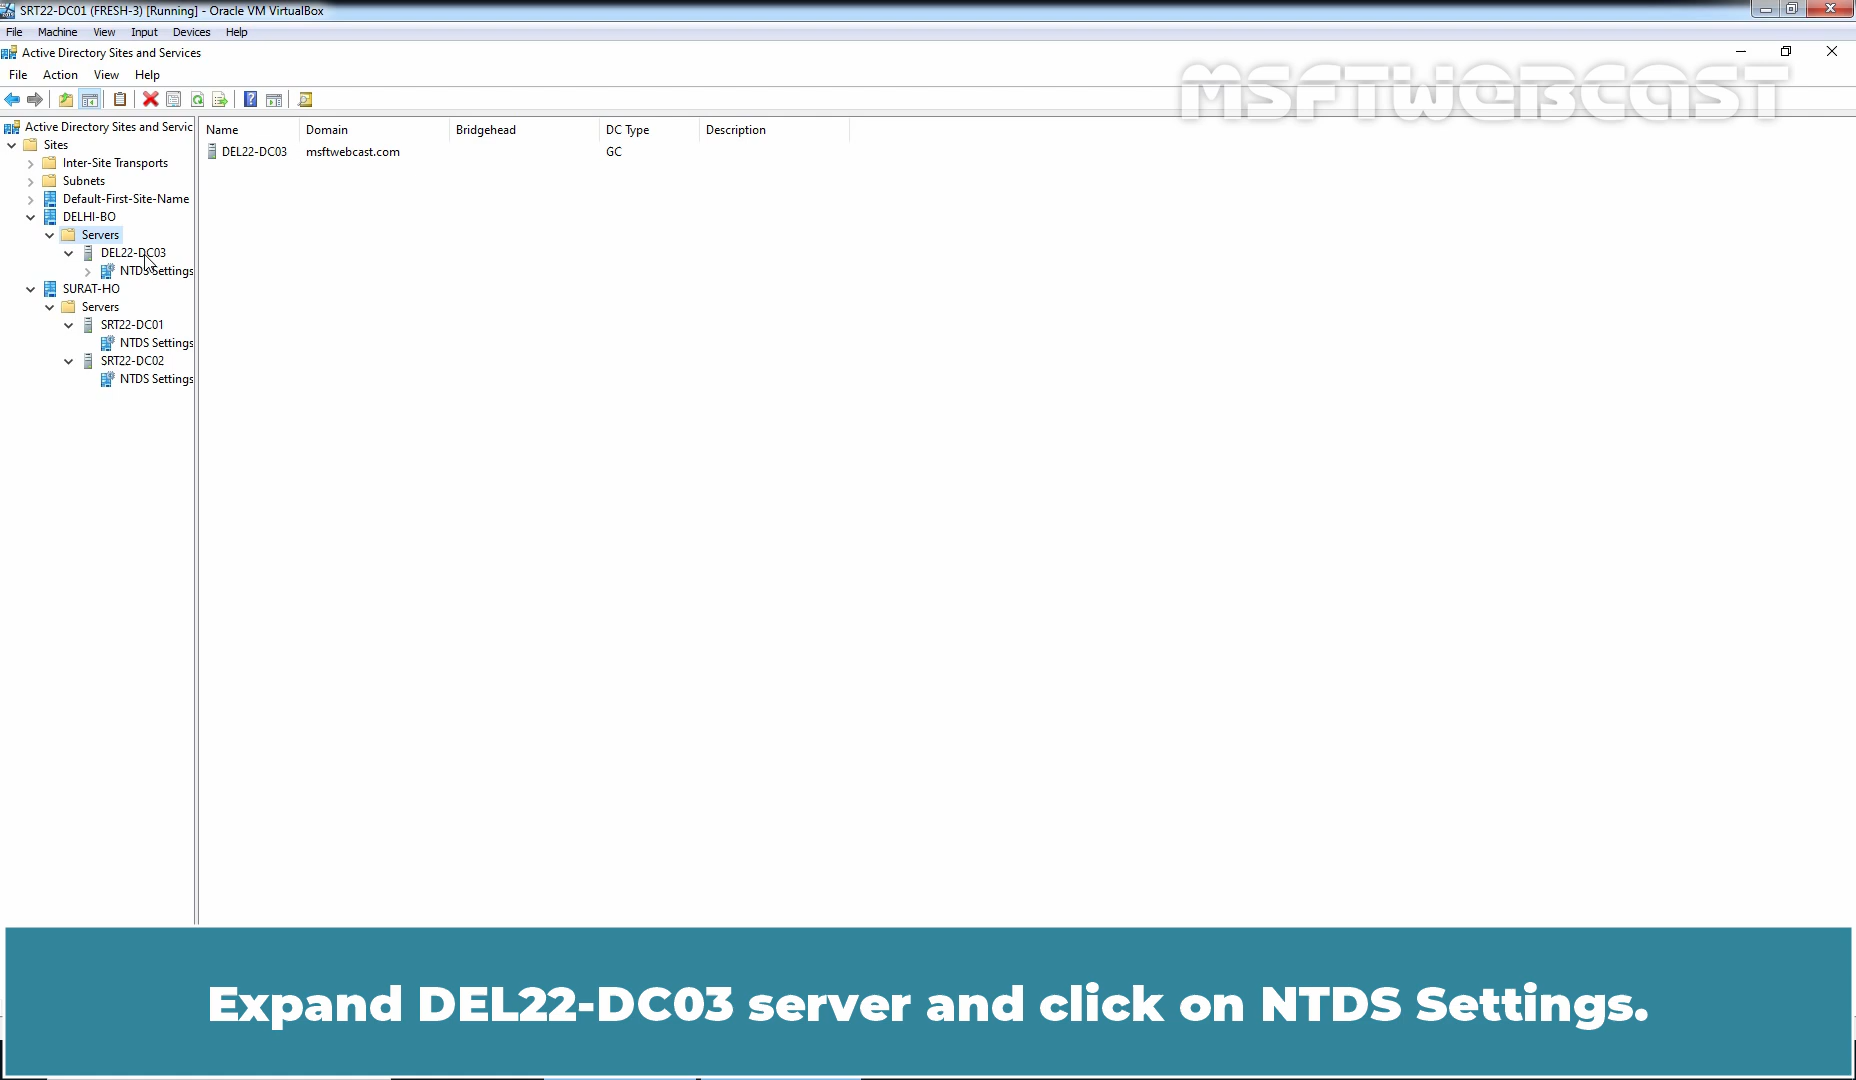 SRT22-DC01 (FRESH-3) [Running] - Oracle VM VirtualBox
File Machine View Input Devices Help
Active Directory Sites and Services
File Action View Help
MSFTWEBCAST
Active Directory Sites and Servic
Sites
Inter-Site Transports
Subnets
Default-First-Site-Name
DELHI-BO
Servers
DEL22-DC03
NTDS Settings
SURAT-HO
Servers
SRT22-DC01
NTDS Settings
SRT22-DC02
NTDS Settings
Name Domain Bridgehead DC Type Description
DEL22-DC03 msftwebcast.com GC
Expand DEL22-DC03 server and click on NTDS Settings.